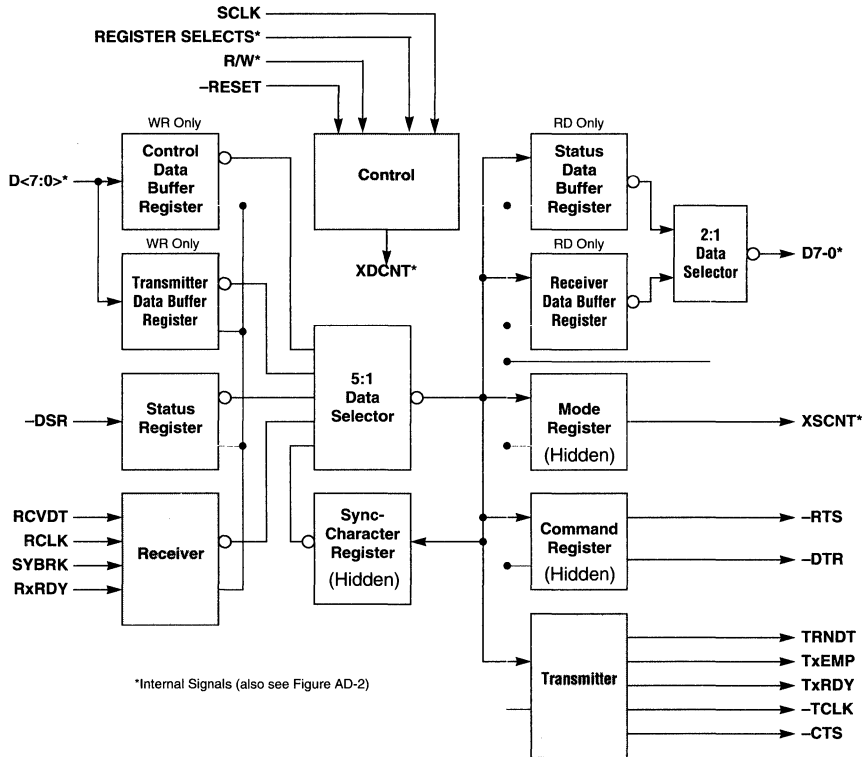 SCLK
REGISTER SELECTS*
R/W*
–RESET
WR Only
Control
Data
Buffer
Register
D<7:0>*
WR Only
Transmitter
Data Buffer
Register
Control
XDCNT*
RD Only
Status
Data
Buffer
Register
RD Only
Receiver
Data Buffer
Register
2:1
Data
Selector
D7-0*
–DSR
Status
Register
5:1
Data
Selector
Mode
Register
(Hidden)
XSCNT*
RCVDT
RCLK
SYBRK
RxRDY
Receiver
Sync-
Character
Register
(Hidden)
Command
Register
(Hidden)
–RTS
–DTR
Transmitter
TRNDT
TxEMP
TxRDY
–TCLK
–CTS
*Internal Signals (also see Figure AD-2)